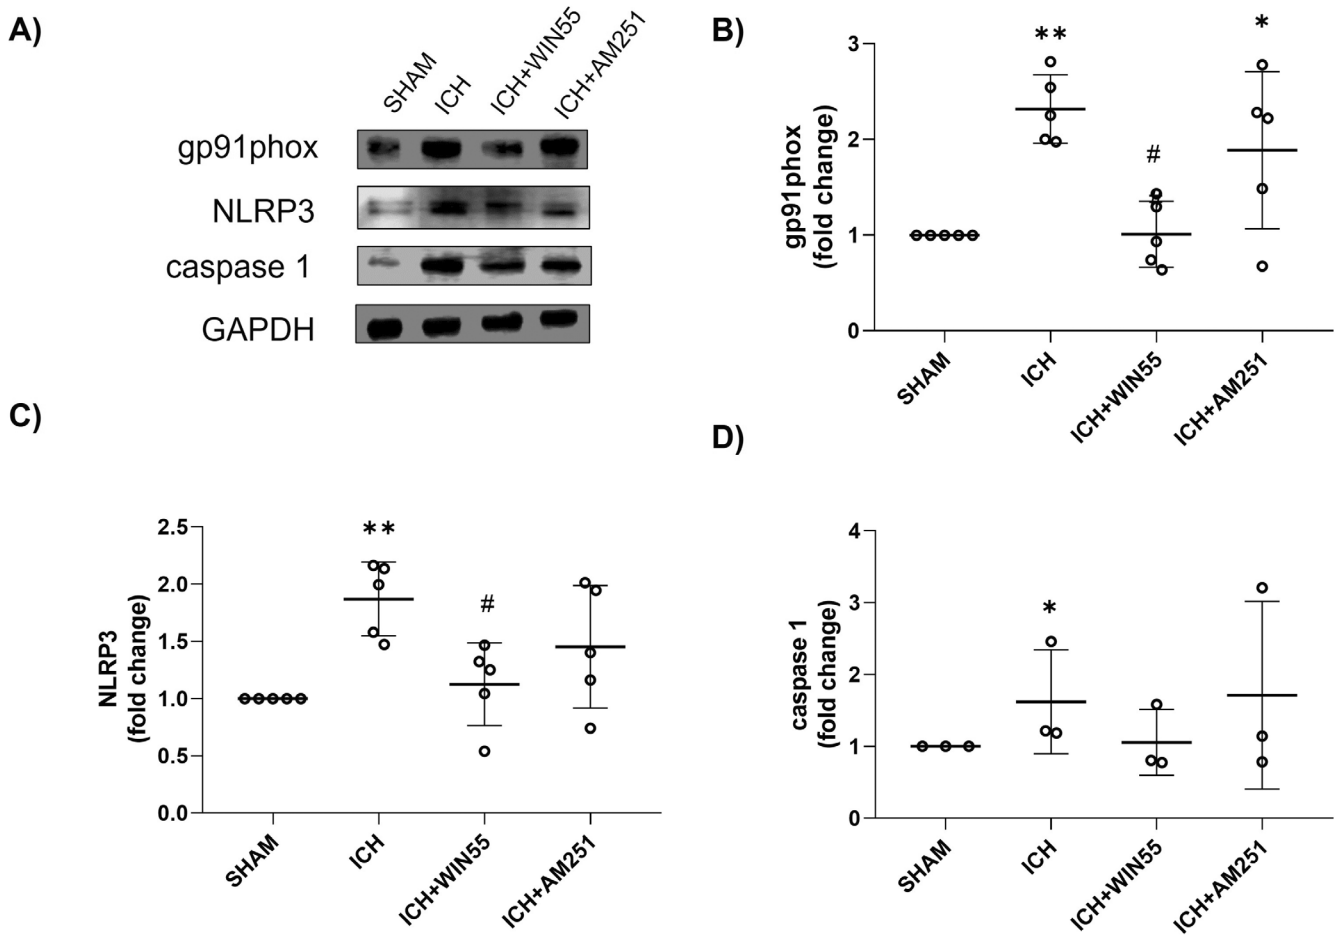 A)
SHAM
ICH
ICH+WIN55
ICH+AM251
gp91phox
NLRP3
caspase 1
GAPDH
B)
gp91phox
(fold change)
3
2
1
0
**
#
*
SHAM
ICH
ICH+WIN55
ICH+AM251
C)
NLRP3
(fold change)
2.5
2.0
1.5
1.0
0.5
0.0
**
#
SHAM
ICH
ICH+WIN55
ICH+AM251
D)
caspase 1
(fold change)
4
3
2
1
0
*
SHAM
ICH
ICH+WIN55
ICH+AM251